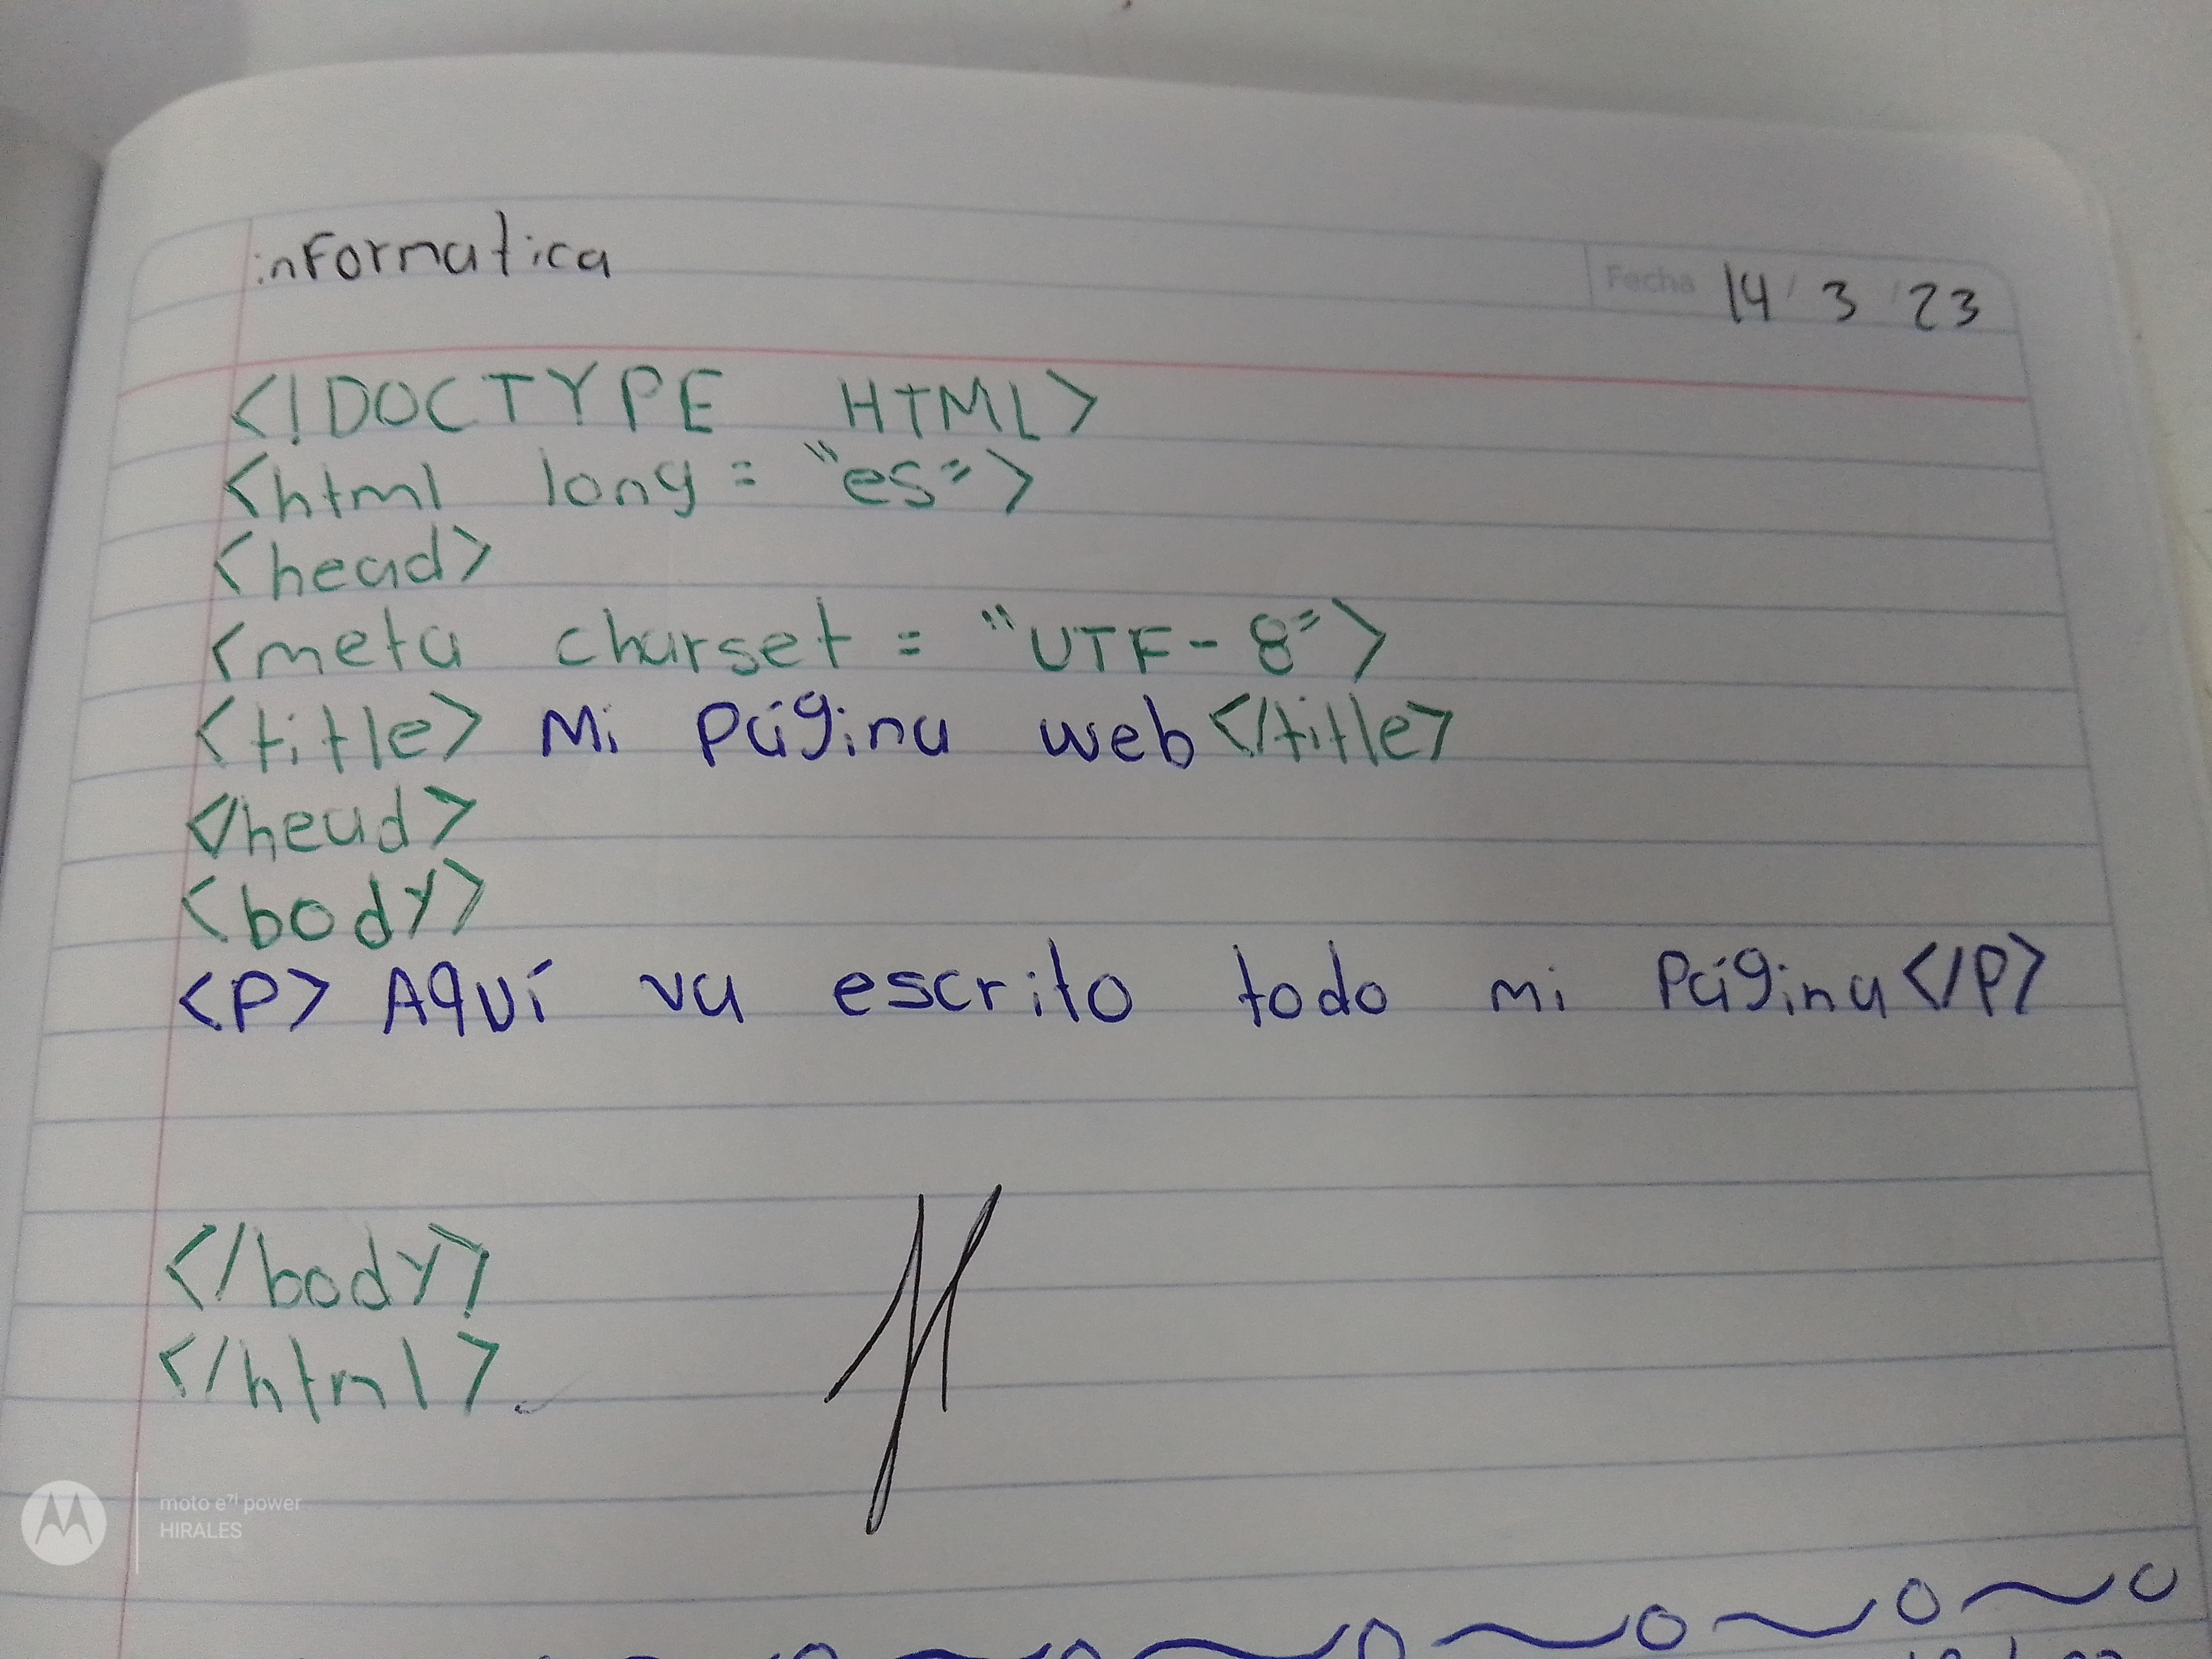 informatica
Fecha 14 / 3 / 23
<!DOCTYPE HTML>
<html long = "es">
<head>
<meta charset = "UTF-8">
<title> Mi Página web</title>
</head>
<body>
<P> Aquí va escrito todo mi Página</P>
</body>
</html>
moto e7i power
HIRALES